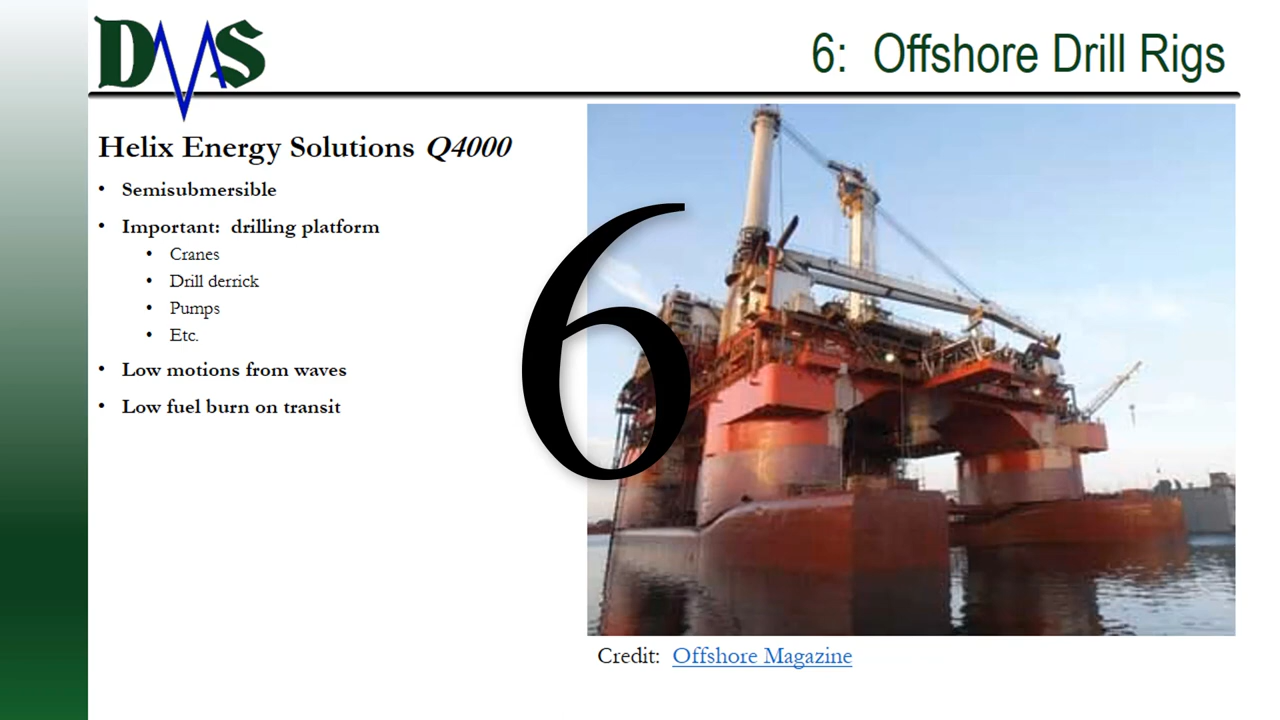 DMS
6: Offshore Drill Rigs
Helix Energy Solutions Q4000
• Semisubmersible
• Important: drilling platform
• Cranes
• Drill derrick
• Pumps
• Etc.
• Low motions from waves
• Low fuel burn on transit
6
Credit: Offshore Magazine